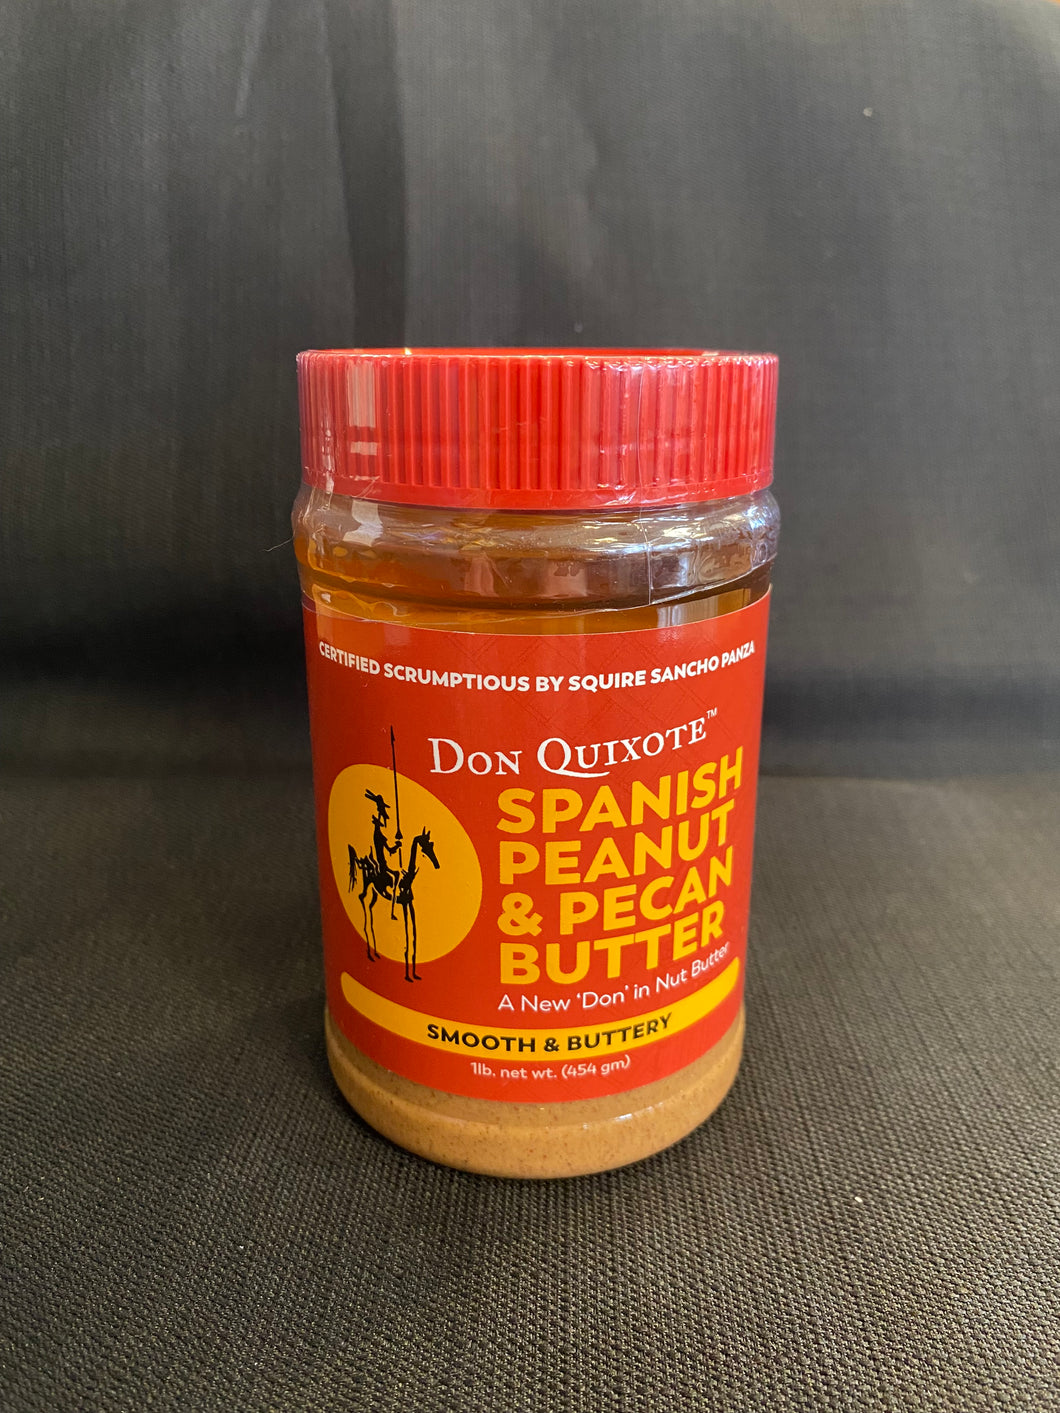 CERTIFIED SCRUMPTIOUS BY SQUIRE SANCHO PANZA
DON QUIXOTE™
SPANISH
PEANUT
& PECAN
BUTTER
A New ‘Don’ in Nut Butter
SMOOTH & BUTTERY
1lb. net wt. (454 gm)